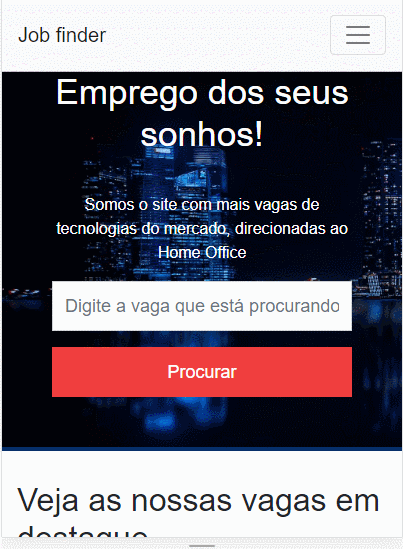 Job finder
Emprego dos seus
sonhos!
Somos o site com mais vagas de
tecnologias do mercado, direcionadas ao
Home Office
Digite a vaga que está procurando
Procurar
Veja as nossas vagas em
destaque